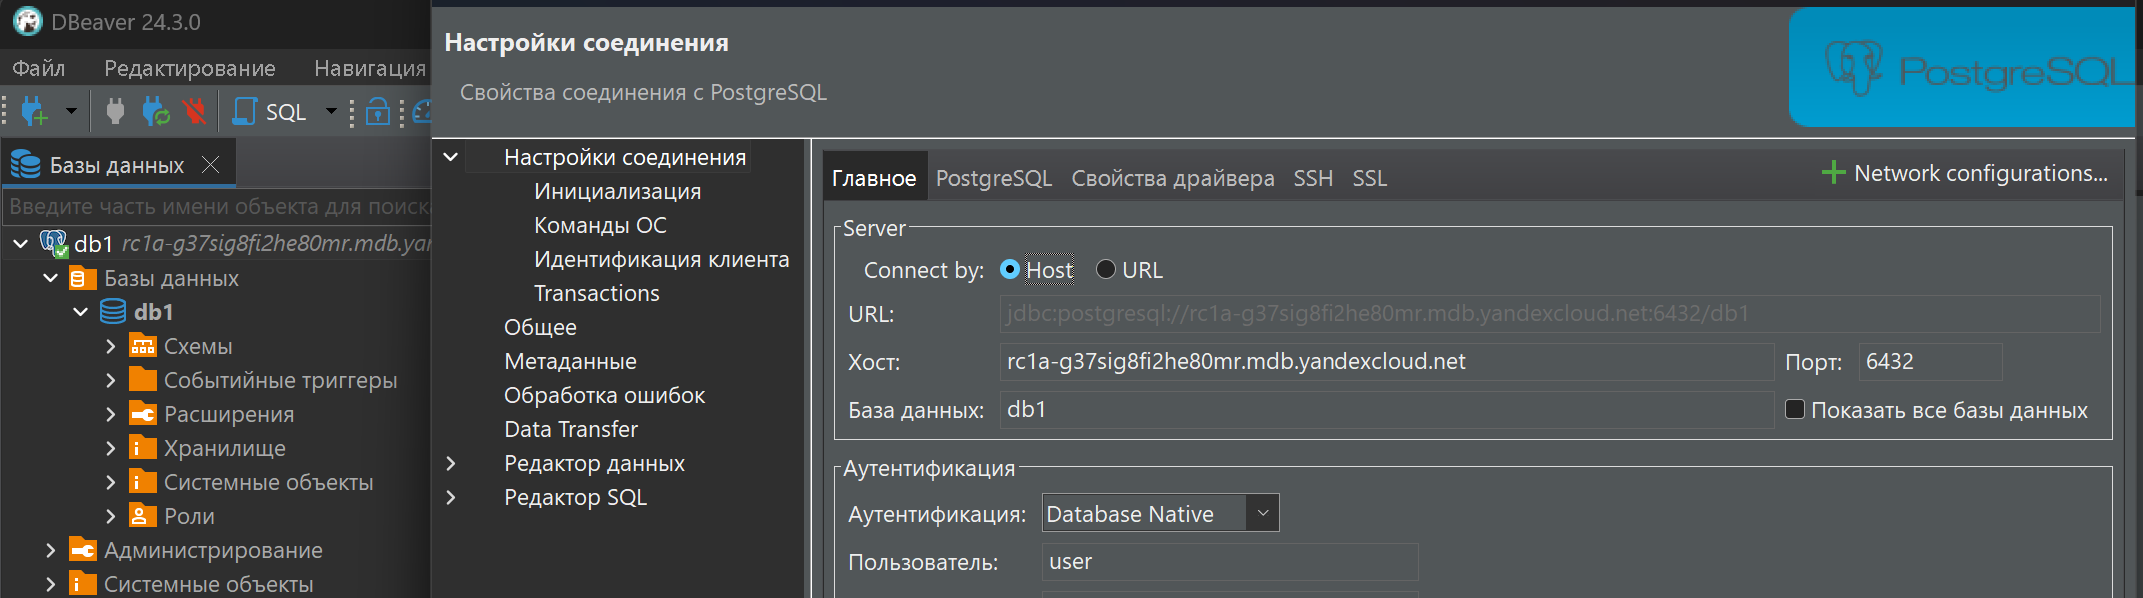 DBeaver 24.3.0
Файл Редактирование Навигация
SQL
Базы данных
Введите часть имени объекта для поиска
db1 rc1a-g37sig8fi2he80mr.mdb.yan
Базы данных
db1
Схемы
Событийные триггеры
Расширения
Хранилище
Системные объекты
Роли
Администрирование
Системные объекты
Настройки соединения
Свойства соединения с PostgreSQL
PostgreSQL
Настройки соединения
Инициализация
Команды ОС
Идентификация клиента
Transactions
Общее
Метаданные
Обработка ошибок
Data Transfer
Редактор данных
Редактор SQL
Главное PostgreSQL Свойства драйвера SSH SSL Network configurations...
Server
Connect by: Host URL
URL: jdbc:postgresql://rc1a-g37sig8fi2he80mr.mdb.yandexcloud.net:6432/db1
Хост: rc1a-g37sig8fi2he80mr.mdb.yandexcloud.net Порт: 6432
База данных: db1 Показать все базы данных
Аутентификация
Аутентификация: Database Native
Пользователь: user